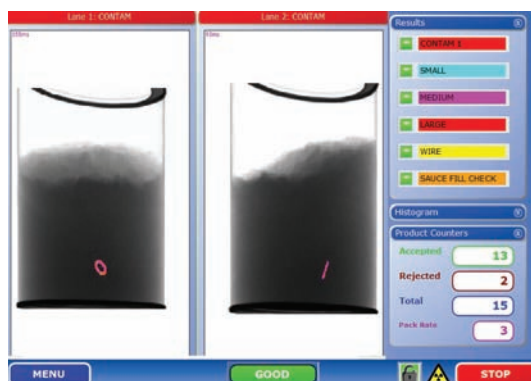 Lane 1: CONTAM
Lane 2: CONTAM
Results
CONTAM 1
SMALL
MEDIUM
LARGE
WIRE
SAUCE FILL CHECK
Histogram
Product Counters
Accepted 13
Rejected 2
Total 15
Pack Rate 3
MENU
GOOD
STOP